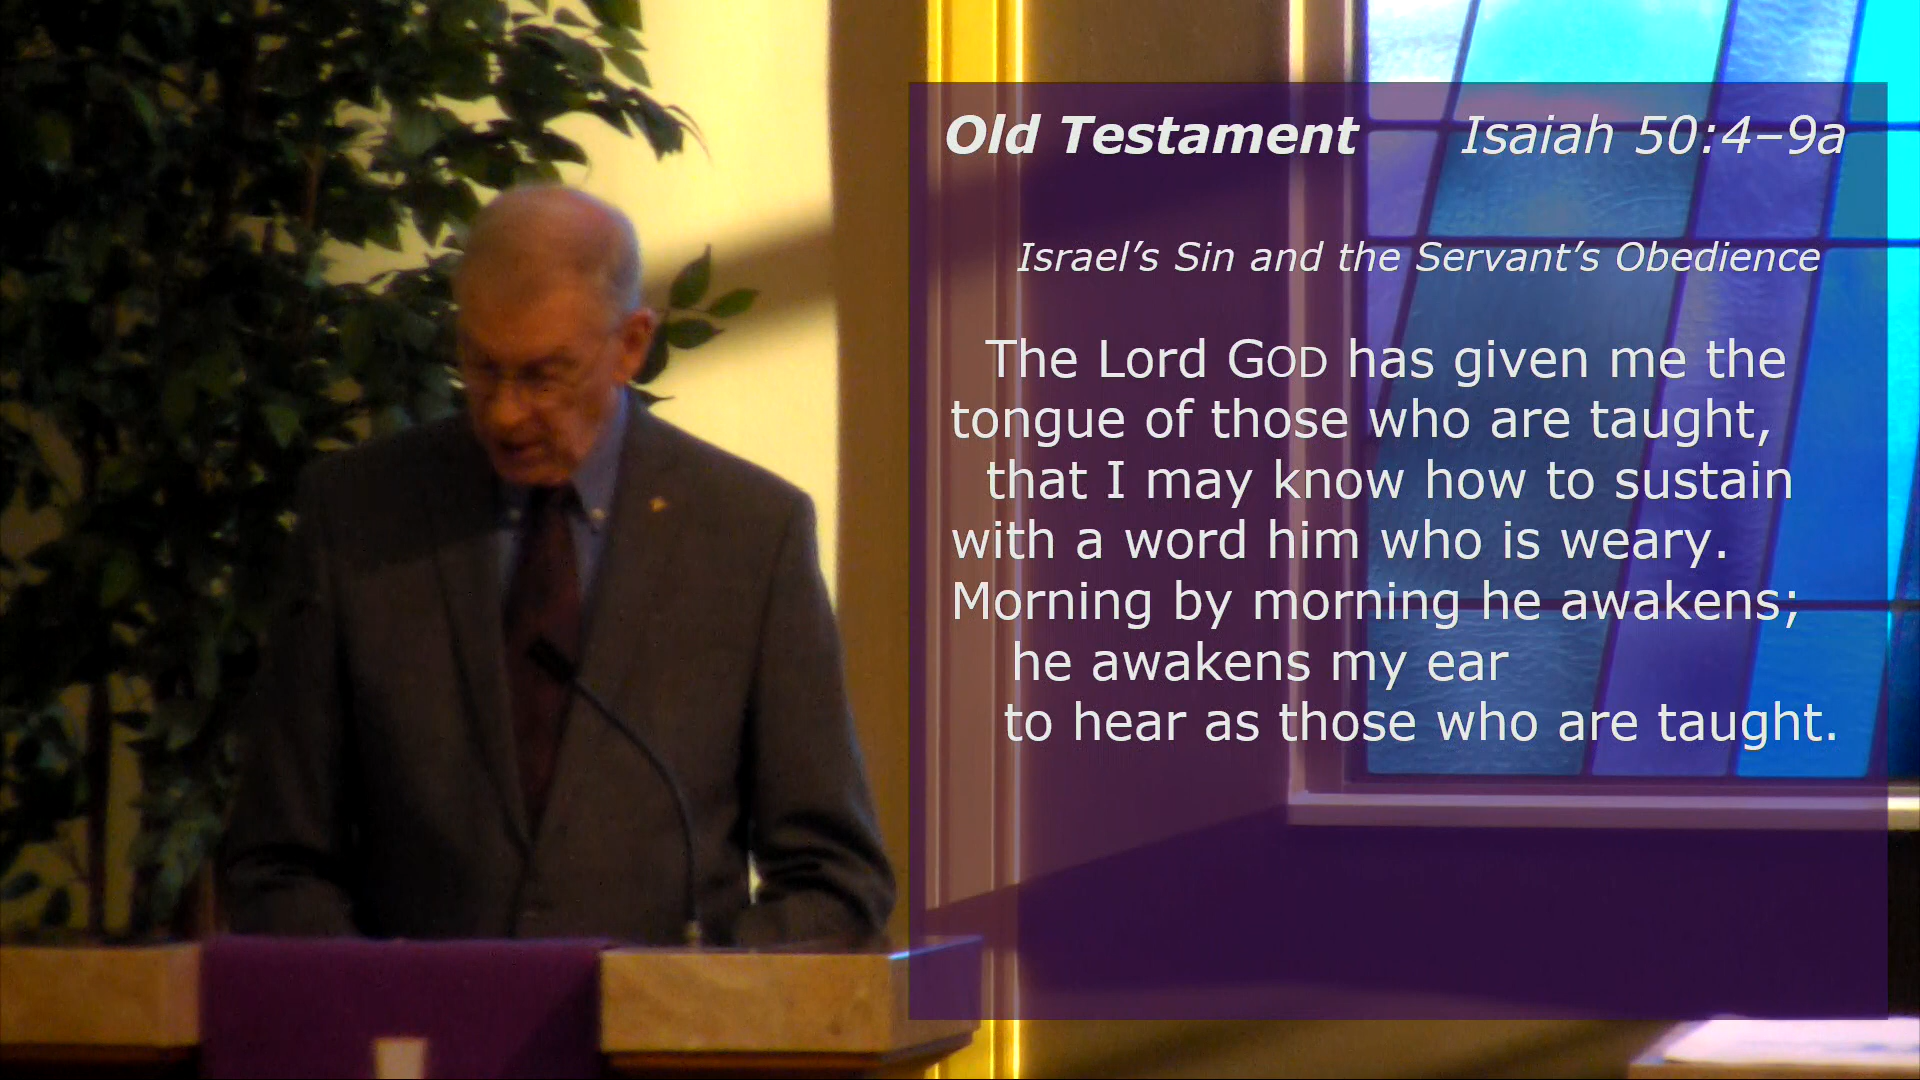 Old Testament Isaiah 50:4–9a
Israel’s Sin and the Servant’s Obedience
The Lord GOD has given me the
tongue of those who are taught,
that I may know how to sustain
with a word him who is weary.
Morning by morning he awakens;
he awakens my ear
to hear as those who are taught.